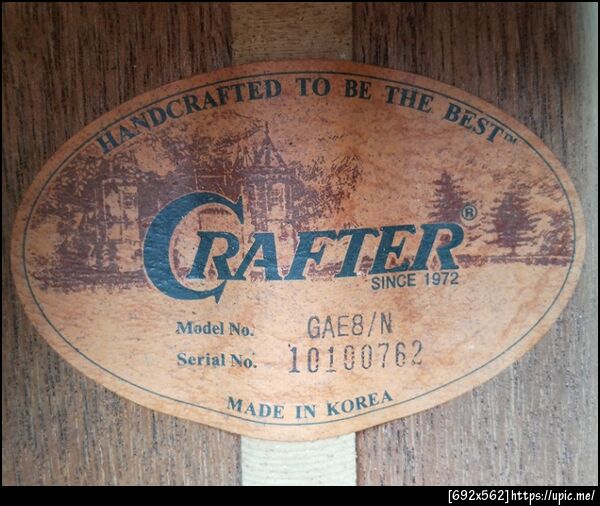 HANDCRAFTED TO BE THE BEST™
CRAFTER®
SINCE 1972
Model No. GAE8/N
Serial No. 10100762
MADE IN KOREA
[692x562]https://upic.me/